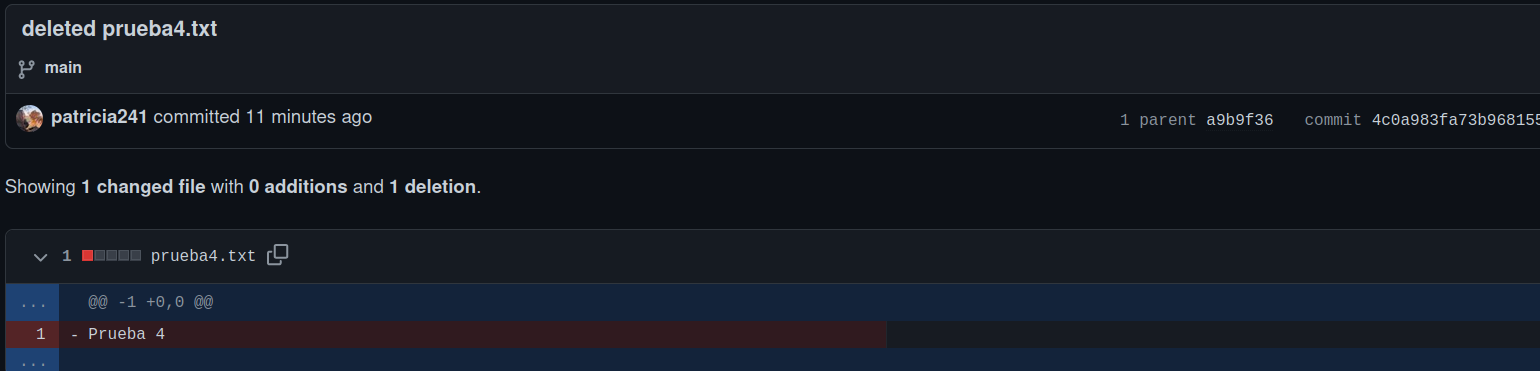 deleted prueba4.txt
main
patricia241 committed 11 minutes ago 1 parent a9b9f36 commit 4c0a983fa73b968155
Showing 1 changed file with 0 additions and 1 deletion.
1 prueba4.txt
... @@ -1 +0,0 @@
1 - Prueba 4
...